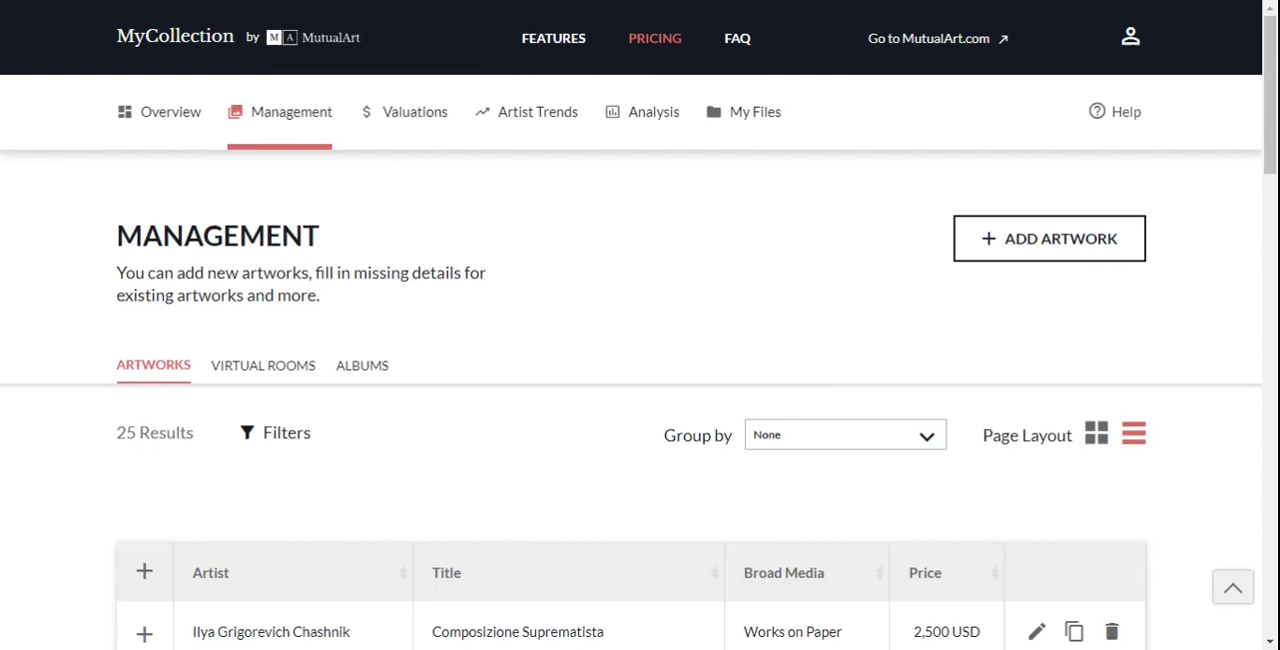 MyCollection by M A MutualArt FEATURES PRICING FAQ Go to MutualArt.com
Overview Management $ Valuations Artist Trends Analysis My Files Help
MANAGEMENT
+ ADD ARTWORK
You can add new artworks, fill in missing details for
existing artworks and more.
ARTWORKS VIRTUAL ROOMS ALBUMS
25 Results Filters Group by None Page Layout
+ Artist Title Broad Media Price
+ Ilya Grigorevich Chashnik Composizione Suprematista Works on Paper 2,500 USD